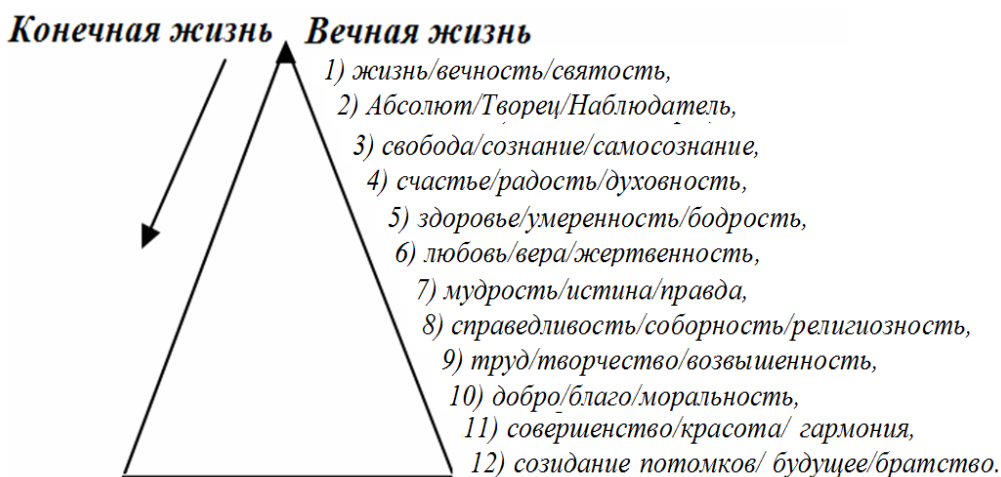 Конечная жизнь Вечная жизнь
1) жизнь/вечность/святость,
2) Абсолют/Творец/Наблюдатель,
3) свобода/сознание/самосознание,
4) счастье/радость/духовность,
5) здоровье/умеренность/бодрость,
6) любовь/вера/жертвенность,
7) мудрость/истина/правда,
8) справедливость/соборность/религиозность,
9) труд/творчество/возвышенность,
10) добро/благо/моральность,
11) совершенство/красота/ гармония,
12) созидание потомков/ будущее/братство.